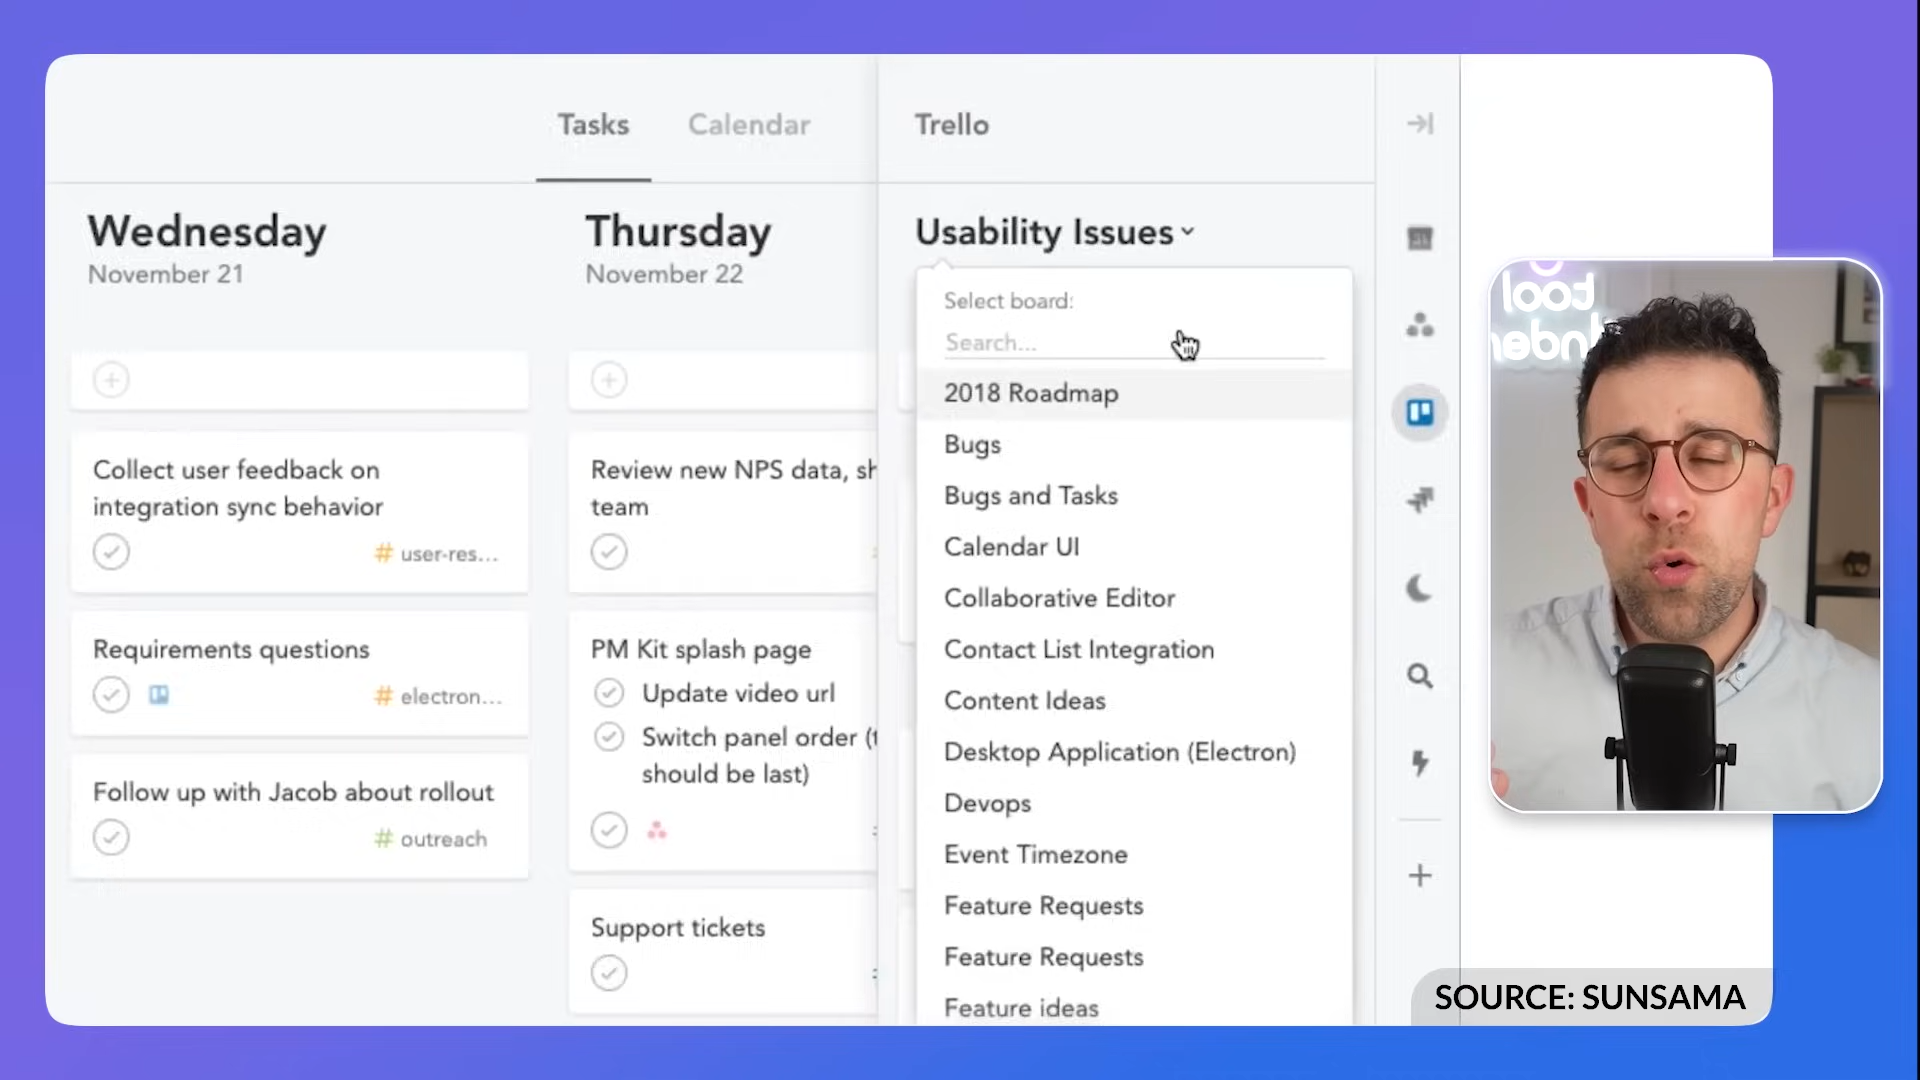 Tasks
Calendar
Trello
Wednesday
November 21
Thursday
November 22
Usability Issues
Select board:
Search...
2018 Roadmap
Bugs
Bugs and Tasks
Calendar UI
Collaborative Editor
Contact List Integration
Content Ideas
Desktop Application (Electron)
Devops
Event Timezone
Feature Requests
Feature Requests
Feature ideas
Collect user feedback on
integration sync behavior
# user-res...
Requirements questions
# electron...
Follow up with Jacob about rollout
# outreach
Review new NPS data, sh
team
PM Kit splash page
Update video url
Switch panel order (t
should be last)
Support tickets
31
SOURCE: SUNSAMA